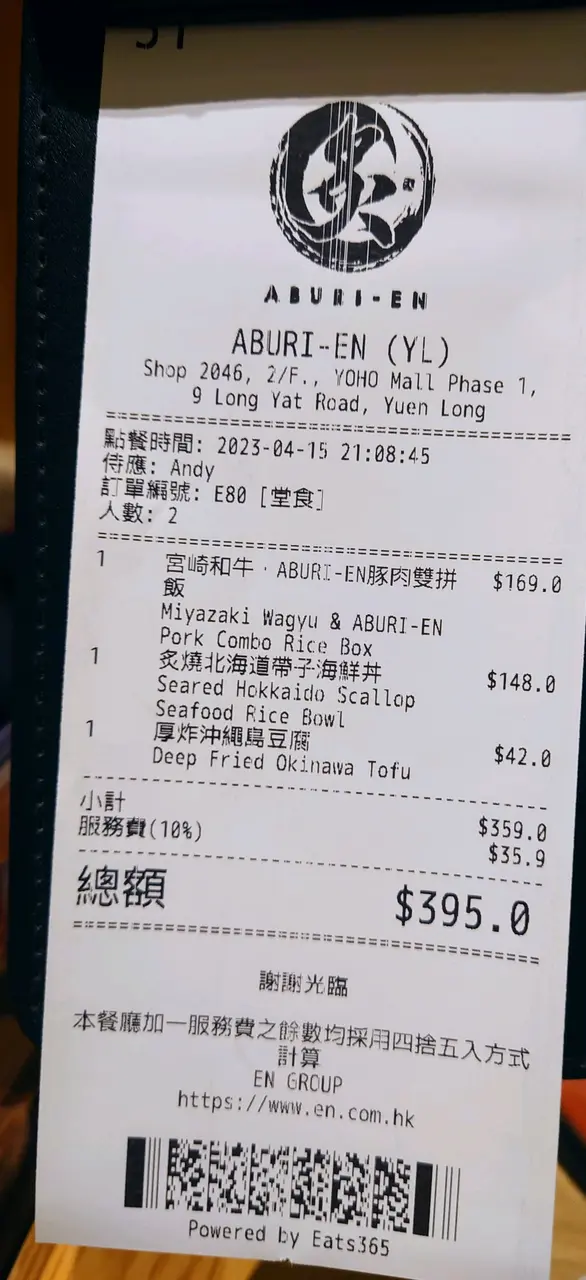 炙
ABURI-EN
ABURI-EN (YL)
Shop 2046, 2/F., YOHO Mall Phase 1,
9 Long Yat Road, Yuen Long
點餐時間: 2023-04-15 21:08:45
侍應: Andy
訂單編號: E80 [堂食]
人數: 2
1 宮崎和牛．ABURI-EN豚肉雙拼 $169.0
飯
Miyazaki Wagyu & ABURI-EN
Pork Combo Rice Box
1 炙燒北海道帶子海鮮丼 $148.0
Seared Hokkaido Scallop
Seafood Rice Bowl
1 厚炸沖繩島豆腐 $42.0
Deep Fried Okinawa Tofu
小計 $359.0
服務費(10%) $35.9
總額 $395.0
謝謝光臨
本餐廳加一服務費之餘數均採用四捨五入方式
計算
EN GROUP
https://www.en.com.hk
Powered by Eats365